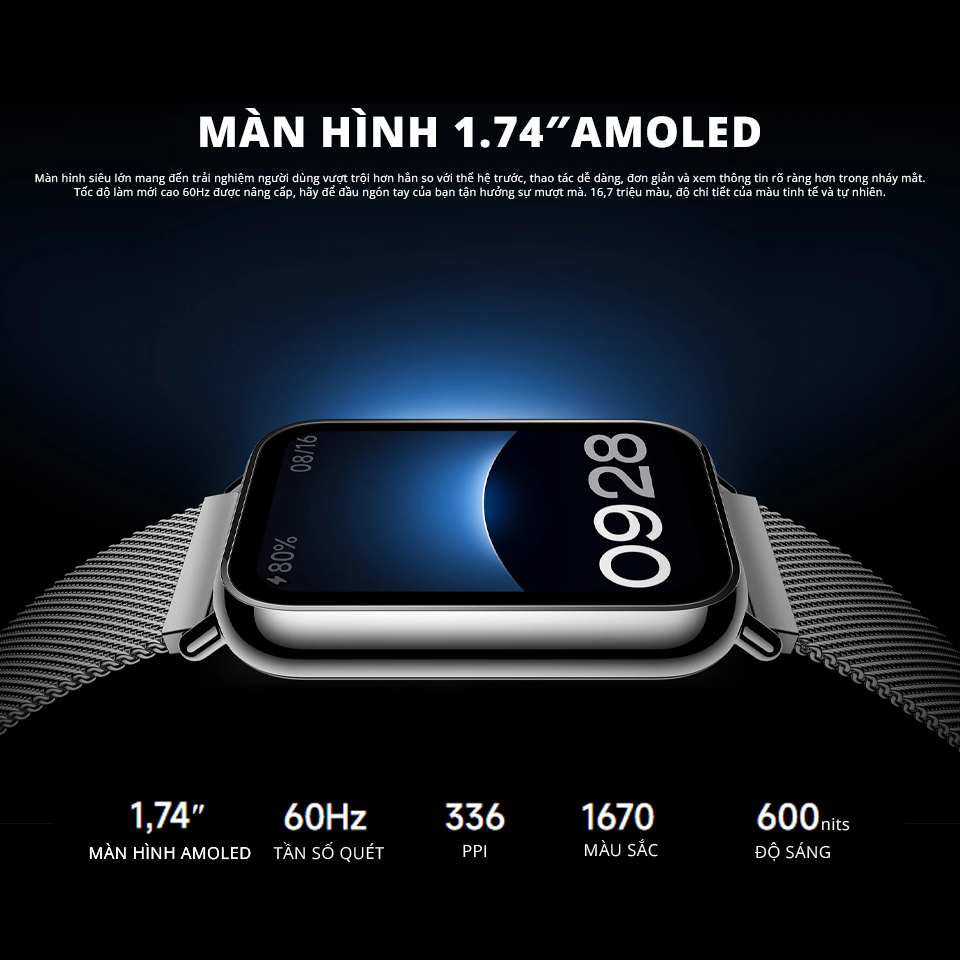 MÀN HÌNH 1.74″AMOLED
Màn hình siêu lớn mang đến trải nghiệm người dùng vượt trội hơn hẳn so với thế hệ trước, thao tác dễ dàng, đơn giản và xem thông tin rõ ràng hơn trong nháy mắt.
Tốc độ làm mới cao 60Hz được nâng cấp, hãy để đầu ngón tay của bạn tận hưởng sự mượt mà. 16,7 triệu màu, độ chi tiết của màu tinh tế và tự nhiên.
08/16
80%
0928
1,74″ 60Hz 336 1670 600nits
MÀN HÌNH AMOLED TẦN SỐ QUÉT PPI MÀU SẮC ĐỘ SÁNG